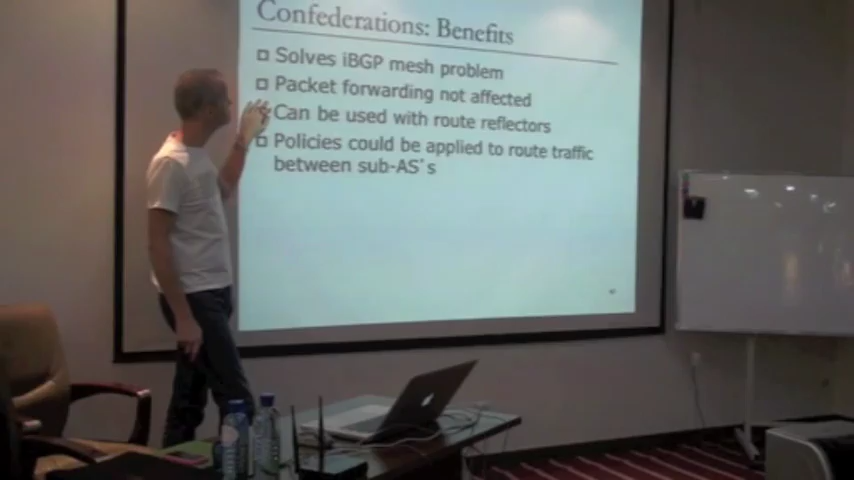 Confederations: Benefits
Solves iBGP mesh problem
Packet forwarding not affected
Can be used with route reflectors
Policies could be applied to route traffic
between sub-AS's